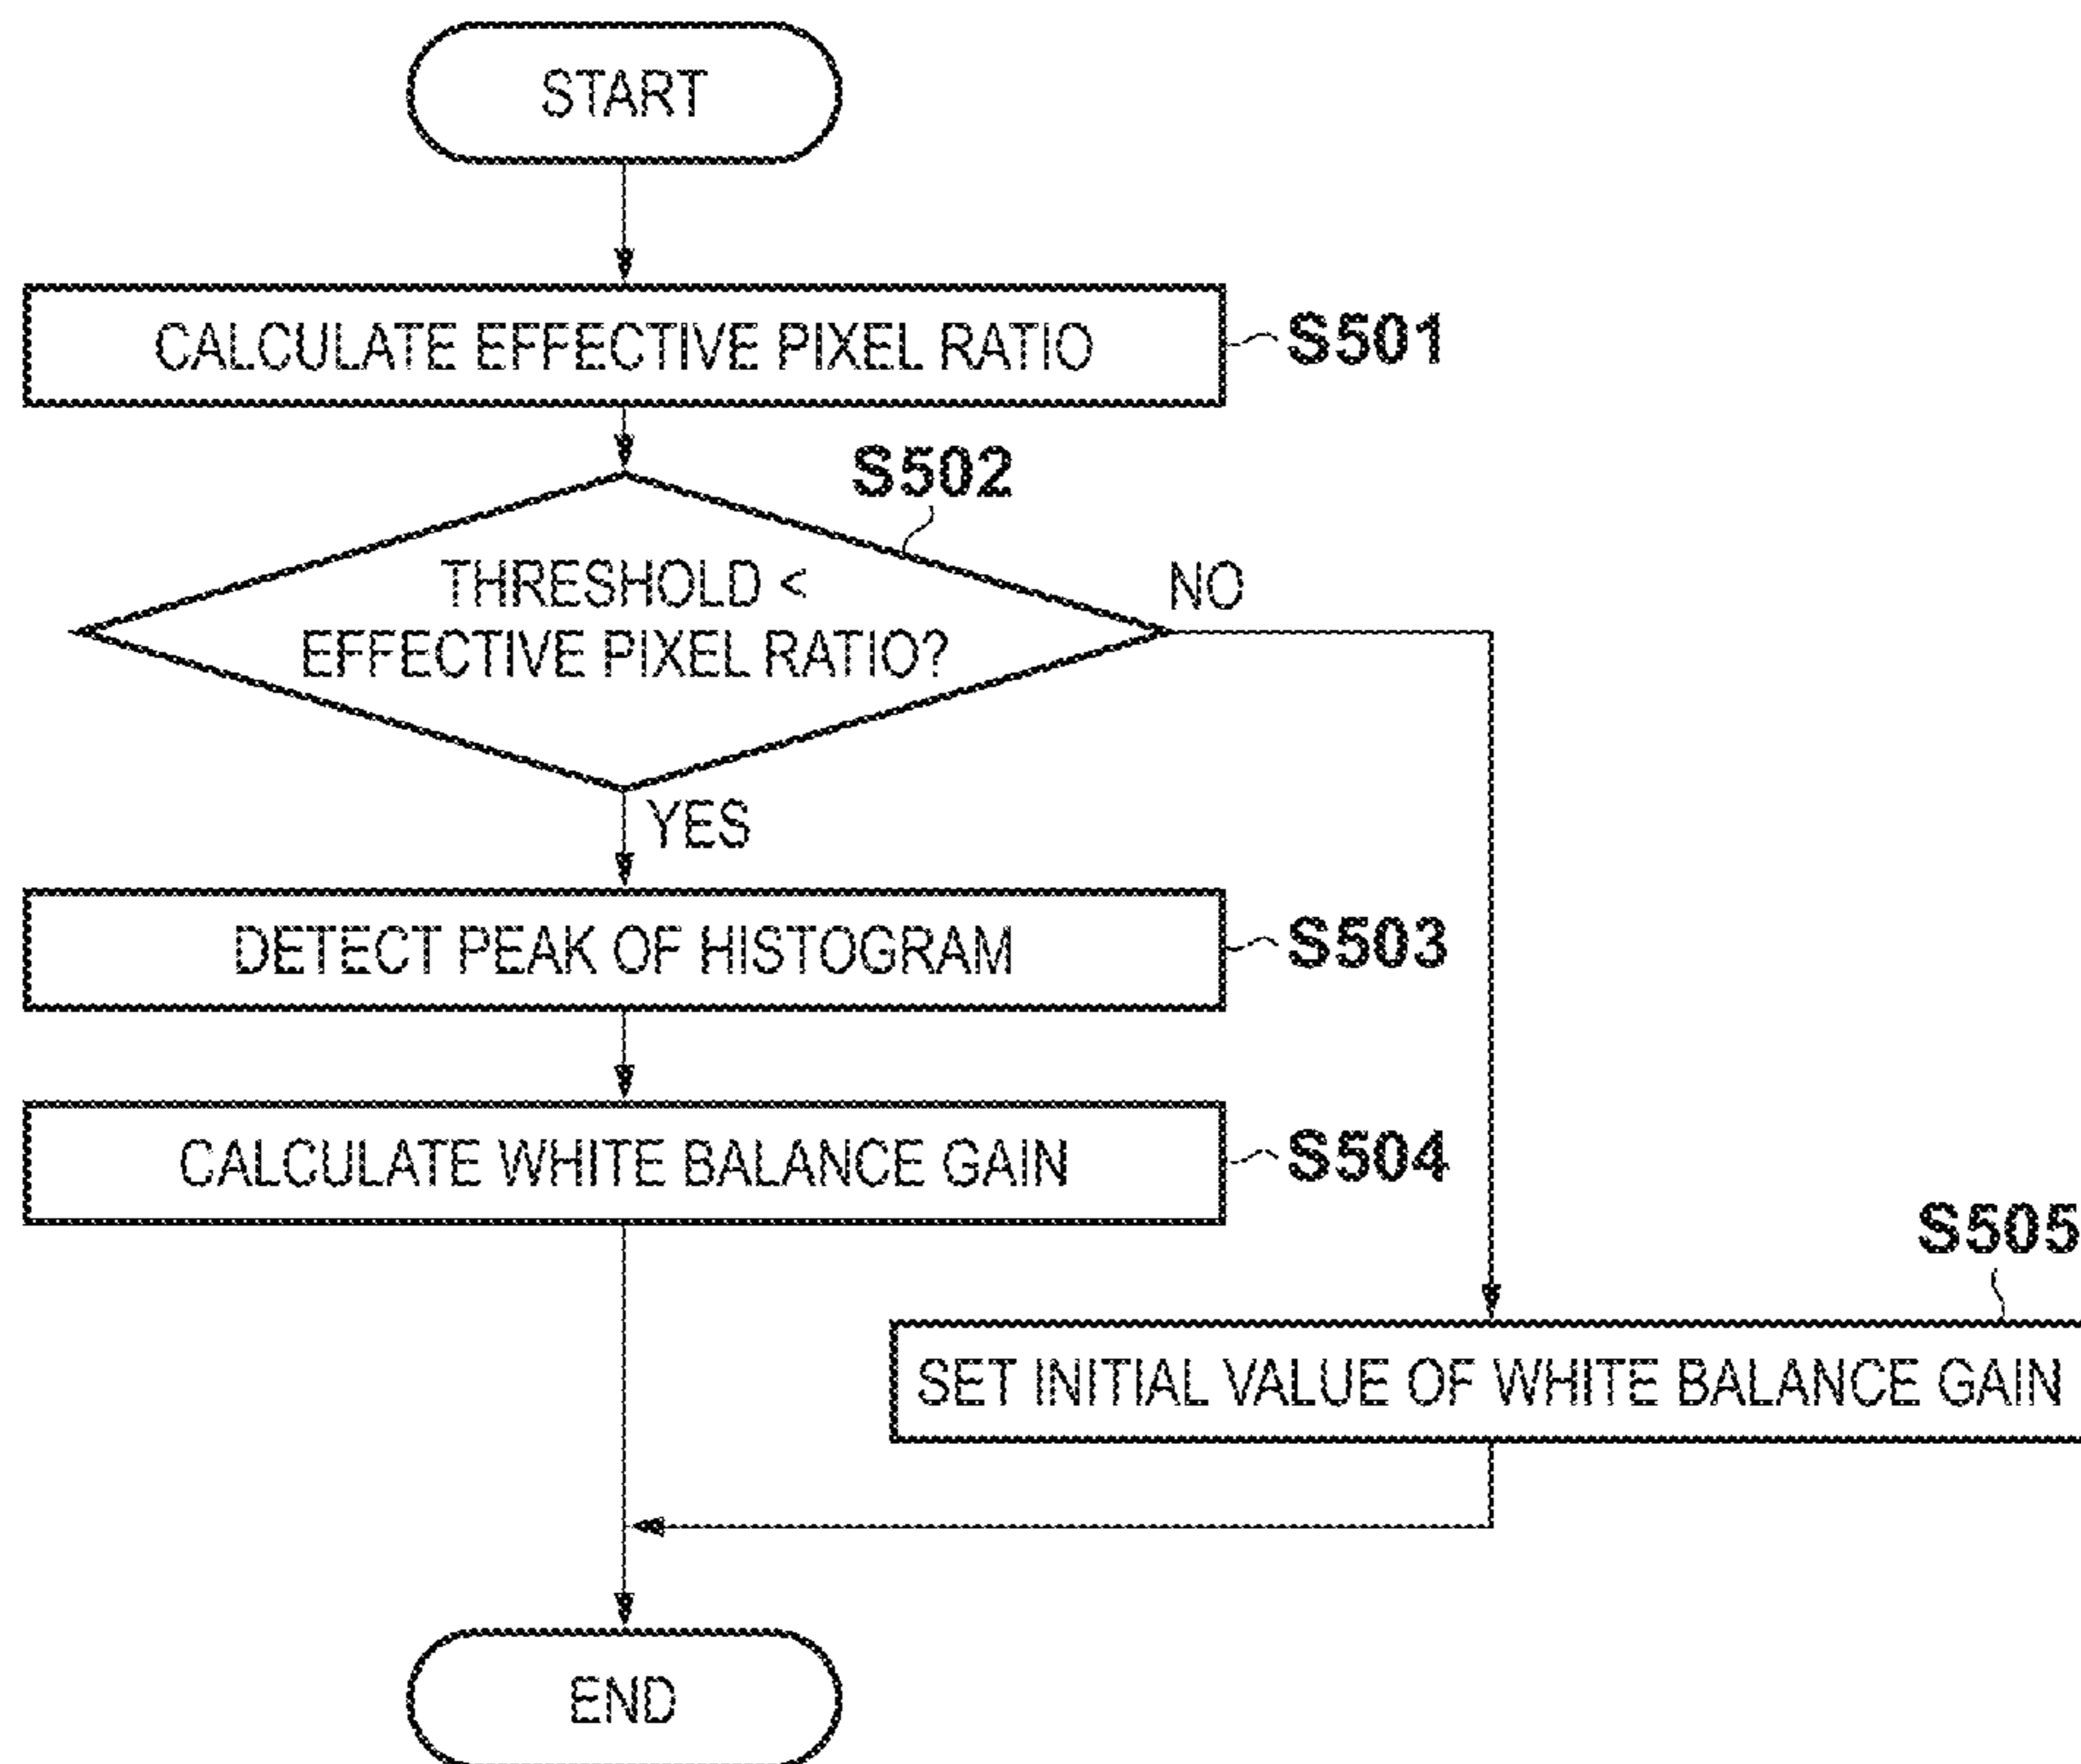 START
CALCULATE EFFECTIVE PIXEL RATIO
S501
S502
THRESHOLD <
EFFECTIVE PIXEL RATIO?
NO
YES
DETECT PEAK OF HISTOGRAM
S503
CALCULATE WHITE BALANCE GAIN
S504
S505
SET INITIAL VALUE OF WHITE BALANCE GAIN
END